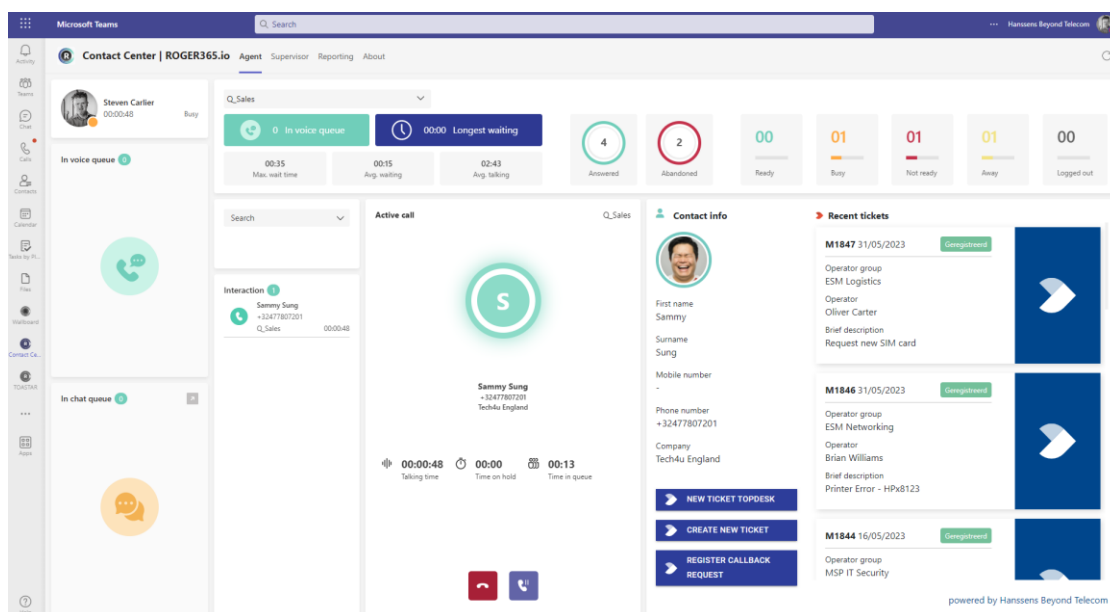 Microsoft Teams
Search
Hanssens Beyond Telecom
Activity
Teams
Chat
Calls
Contacts
Calendar
Tasks by Pl...
Files
Wallboard
Contact Ce...
TOASTAR
Apps
R Contact Center | ROGER365.io Agent Supervisor Reporting About
Steven Carlier
00:00:48 Busy
In voice queue 0
In chat queue 0
Q_Sales
0 In voice queue
00:00 Longest waiting
00:35
Max. wait time
00:15
Avg. waiting
02:43
Avg. talking
4
Answered
2
Abandoned
00
Ready
01
Busy
01
Not ready
01
Away
00
Logged out
Search
Interaction 1
Sammy Sung
+32477807201
Q_Sales 00:00:48
Active call Q_Sales
S
Sammy Sung
+32477807201
Tech4u England
00:00:48
Talking time
00:00
Time on hold
00:13
Time in queue
Contact info
First name
Sammy
Surname
Sung
Mobile number
-
Phone number
+32477807201
Company
Tech4u England
NEW TICKET TOPDESK
CREATE NEW TICKET
REGISTER CALLBACK
REQUEST
Recent tickets
M1847 31/05/2023 Geregistreerd
Operator group
ESM Logistics
Operator
Oliver Carter
Brief description
Request new SIM card
M1846 31/05/2023 Geregistreerd
Operator group
ESM Networking
Operator
Brian Williams
Brief description
Printer Error - HPx8123
M1844 16/05/2023 Geregistreerd
Operator group
MSP IT Security
powered by Hanssens Beyond Telecom